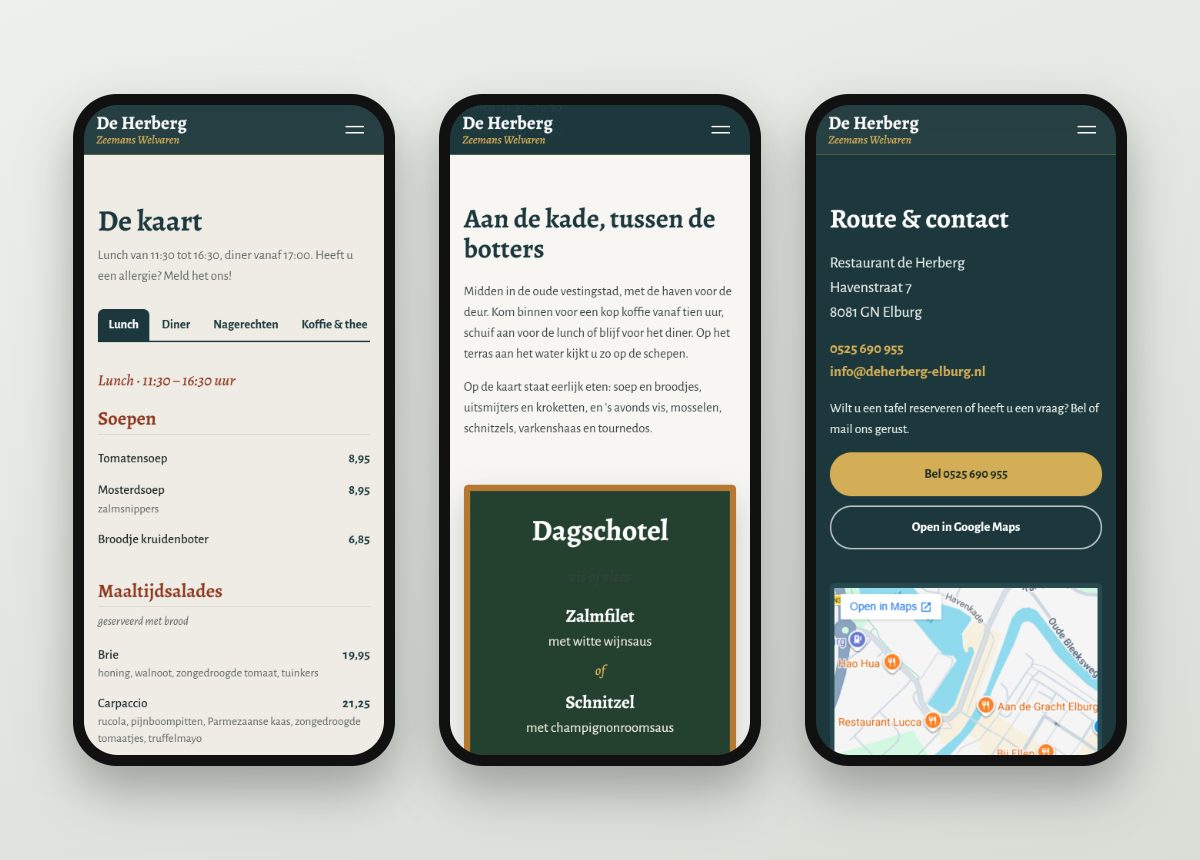 De Herberg
Zeemans Welvaren
De kaart
Lunch van 11:30 tot 16:30, diner vanaf 17:00. Heeft u
een allergie? Meld het ons!
Lunch
Diner
Nagerechten
Koffie & thee
Lunch · 11:30 – 16:30 uur
Soepen
Tomatensoep 8,95
Mosterdsoep 8,95
zalmsnippers
Broodje kruidenboter 6,85
Maaltijdsalades
geserveerd met brood
Brie 19,95
honing, walnoot, zongedroogde tomaat, tuinkers
Carpaccio 21,25
rucola, pijnboompitten, Parmezaanse kaas, zongedroogde
tomaatjes, truffelmayo
De Herberg
Zeemans Welvaren
Aan de kade, tussen de
botters
Midden in de oude vestingstad, met de haven voor de
deur. Kom binnen voor een kop koffie vanaf tien uur,
schuif aan voor de lunch of blijf voor het diner. Op het
terras aan het water kijkt u zo op de schepen.
Op de kaart staat eerlijk eten: soep en broodjes,
uitsmijters en kroketten, en 's avonds vis, mosselen,
schnitzels, varkenshaas en tournedos.
Dagschotel
vis of vlees
Zalmfilet
met witte wijnsaus
of
Schnitzel
met champignonroomsaus
De Herberg
Zeemans Welvaren
Route & contact
Restaurant de Herberg
Havenstraat 7
8081 GN Elburg
0525 690 955
info@deherberg-elburg.nl
Wilt u een tafel reserveren of heeft u een vraag? Bel of
mail ons gerust.
Bel 0525 690 955
Open in Google Maps
Open in Maps
Havenkade
Oude Bleeksweg
Hao Hua
Aan de Gracht Elburg
Restaurant Lucca
Bij Ellen